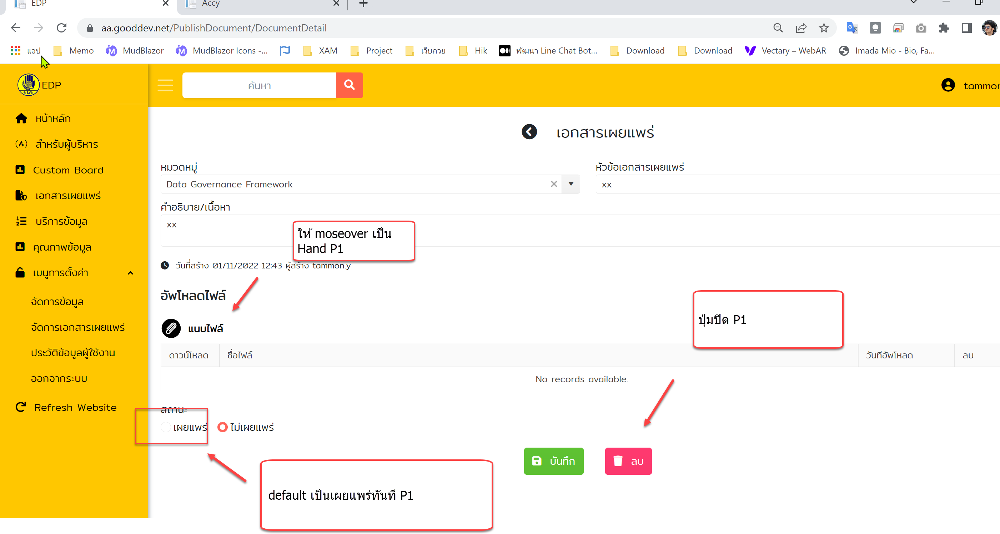 EDP
Accy
aa.gooddev.net/PublishDocument/DocumentDetail
แอป Memo MudBlazor MudBlazor Icons -... XAM Project เว็บกวย Hik พัฒนา Line Chat Bot... Download Download Vectary – WebAR Imada Mio - Bio, Fa...
ปภ
EDP
ค้นหา
tammon
หน้าหลัก
สำหรับผู้บริหาร
Custom Board
เอกสารเผยแพร่
บริการข้อมูล
คุณภาพข้อมูล
เมนูการตั้งค่า
จัดการข้อมูล
จัดการเอกสารเผยแพร่
ประวัติข้อมูลผู้ใช้งาน
ออกจากระบบ
Refresh Website
เอกสารเผยแพร่
หมวดหมู่
Data Governance Framework
หัวข้อเอกสารเผยแพร่
xx
คำอธิบาย/เนื้อหา
xx
ให้ moseover เป็น
Hand P1
วันที่สร้าง 01/11/2022 12:43 ผู้สร้าง tammon.y
อัพโหลดไฟล์
แนบไฟล์
ปุ่มปิด P1
ดาวน์โหลด ชื่อไฟล์ วันที่อัพโหลด ลบ
No records available.
สถานะ
เผยแพร่ ไม่เผยแพร่
บันทึก
ลบ
default เป็นเผยแพร่ทันที P1